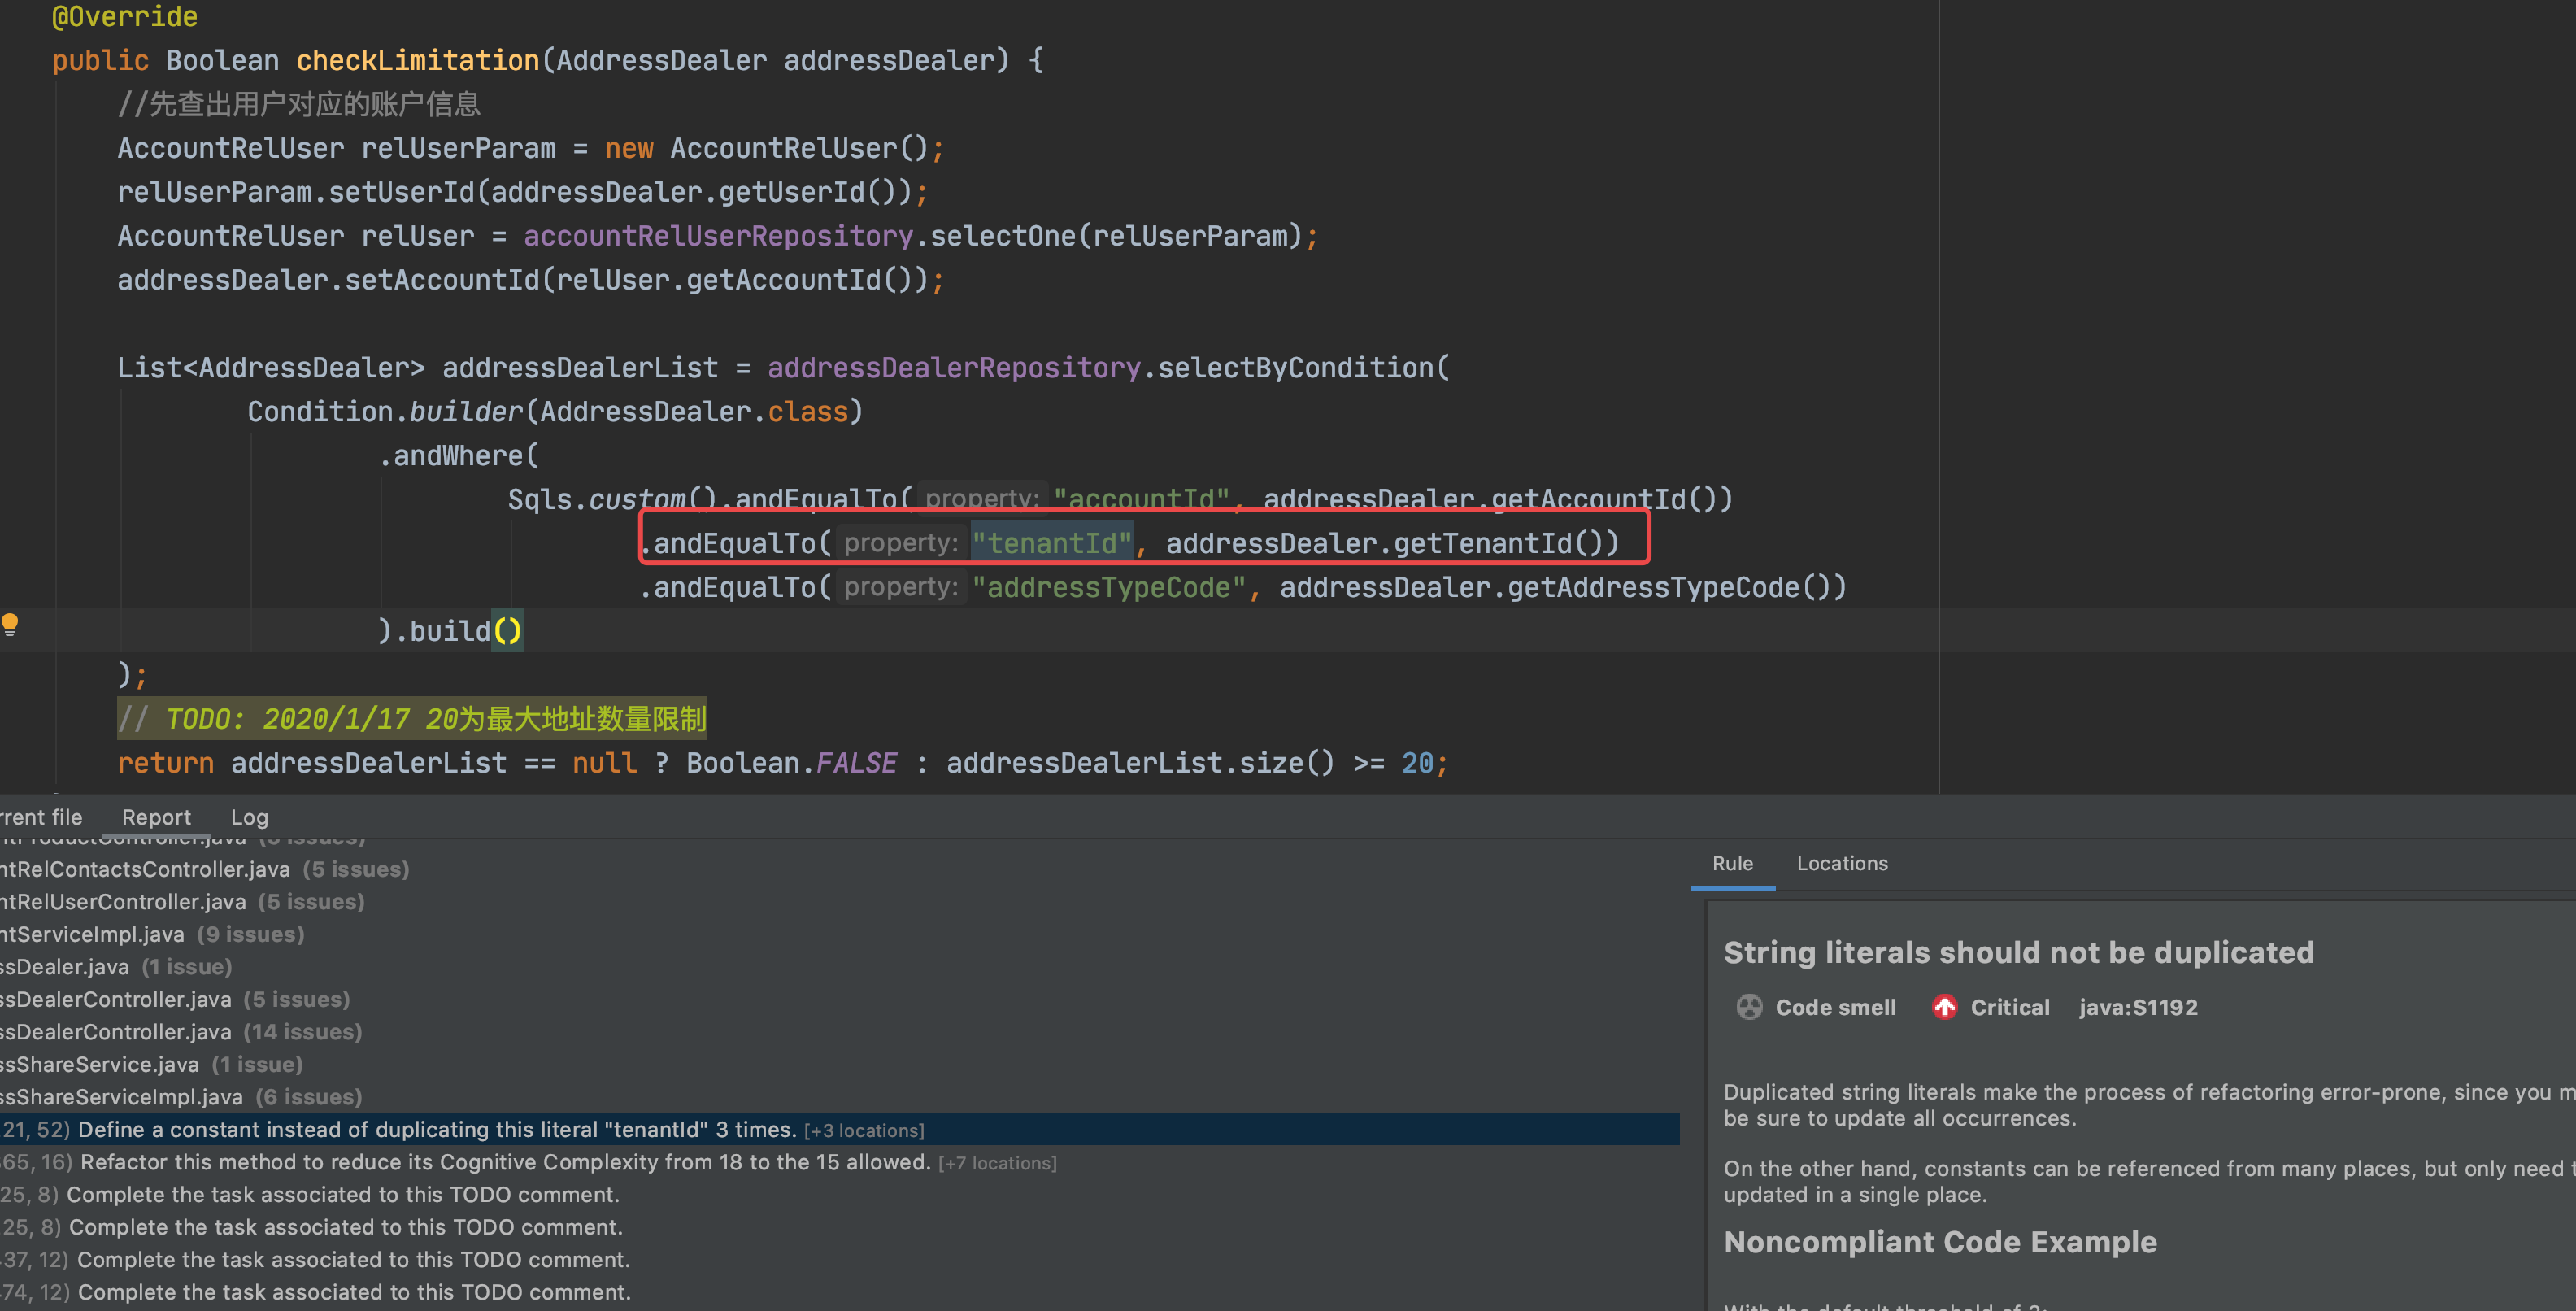 @Override
public Boolean checkLimitation(AddressDealer addressDealer) {
//先查出用户对应的账户信息
AccountRelUser relUserParam = new AccountRelUser();
relUserParam.setUserId(addressDealer.getUserId());
AccountRelUser relUser = accountRelUserRepository.selectOne(relUserParam);
addressDealer.setAccountId(relUser.getAccountId());
List<AddressDealer> addressDealerList = addressDealerRepository.selectByCondition(
Condition.builder(AddressDealer.class)
.andWhere(
Sqls.custom().andEqualTo( property: "accountId", addressDealer.getAccountId())
.andEqualTo( property: "tenantId", addressDealer.getTenantId())
.andEqualTo( property: "addressTypeCode", addressDealer.getAddressTypeCode())
).build()
);
// TODO: 2020/1/17 20为最大地址数量限制
return addressDealerList == null ? Boolean.FALSE : addressDealerList.size() >= 20;
rrent file Report Log
ntProductController.java (5 issues)
ntRelContactsController.java (5 issues)
ntRelUserController.java (5 issues)
ntServiceImpl.java (9 issues)
ssDealer.java (1 issue)
ssDealerController.java (5 issues)
ssDealerController.java (14 issues)
ssShareService.java (1 issue)
ssShareServiceImpl.java (6 issues)
21, 52) Define a constant instead of duplicating this literal "tenantId" 3 times. [+3 locations]
65, 16) Refactor this method to reduce its Cognitive Complexity from 18 to the 15 allowed. [+7 locations]
25, 8) Complete the task associated to this TODO comment.
25, 8) Complete the task associated to this TODO comment.
37, 12) Complete the task associated to this TODO comment.
74, 12) Complete the task associated to this TODO comment.
Rule Locations
String literals should not be duplicated
Code smell Critical java:S1192
Duplicated string literals make the process of refactoring error-prone, since you m
be sure to update all occurrences.
On the other hand, constants can be referenced from many places, but only need t
updated in a single place.
Noncompliant Code Example
With the default threshold of 3: